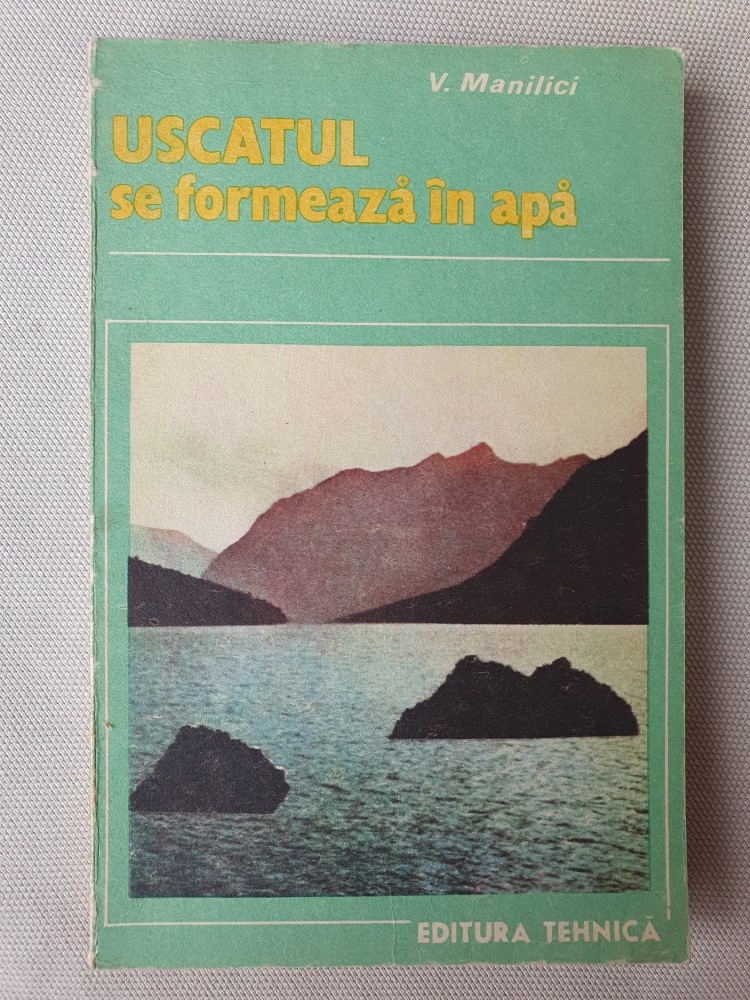 V. Manilici
USCATUL
se formează în apă
EDITURA TEHNICĂ